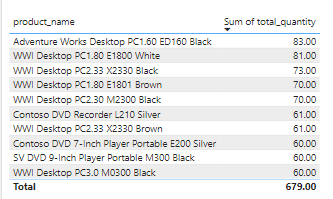 product_name Sum of total_quantity
Adventure Works Desktop PC1.60 ED160 Black 83.00
WWI Desktop PC1.80 E1800 White 81.00
WWI Desktop PC2.33 X2330 Black 73.00
WWI Desktop PC1.80 E1801 Brown 70.00
WWI Desktop PC2.30 M2300 Black 70.00
Contoso DVD Recorder L210 Silver 61.00
WWI Desktop PC2.33 X2330 Brown 61.00
Contoso DVD 7-Inch Player Portable E200 Silver 60.00
SV DVD 9-Inch Player Portable M300 Black 60.00
WWI Desktop PC3.0 M0300 Black 60.00
Total 679.00